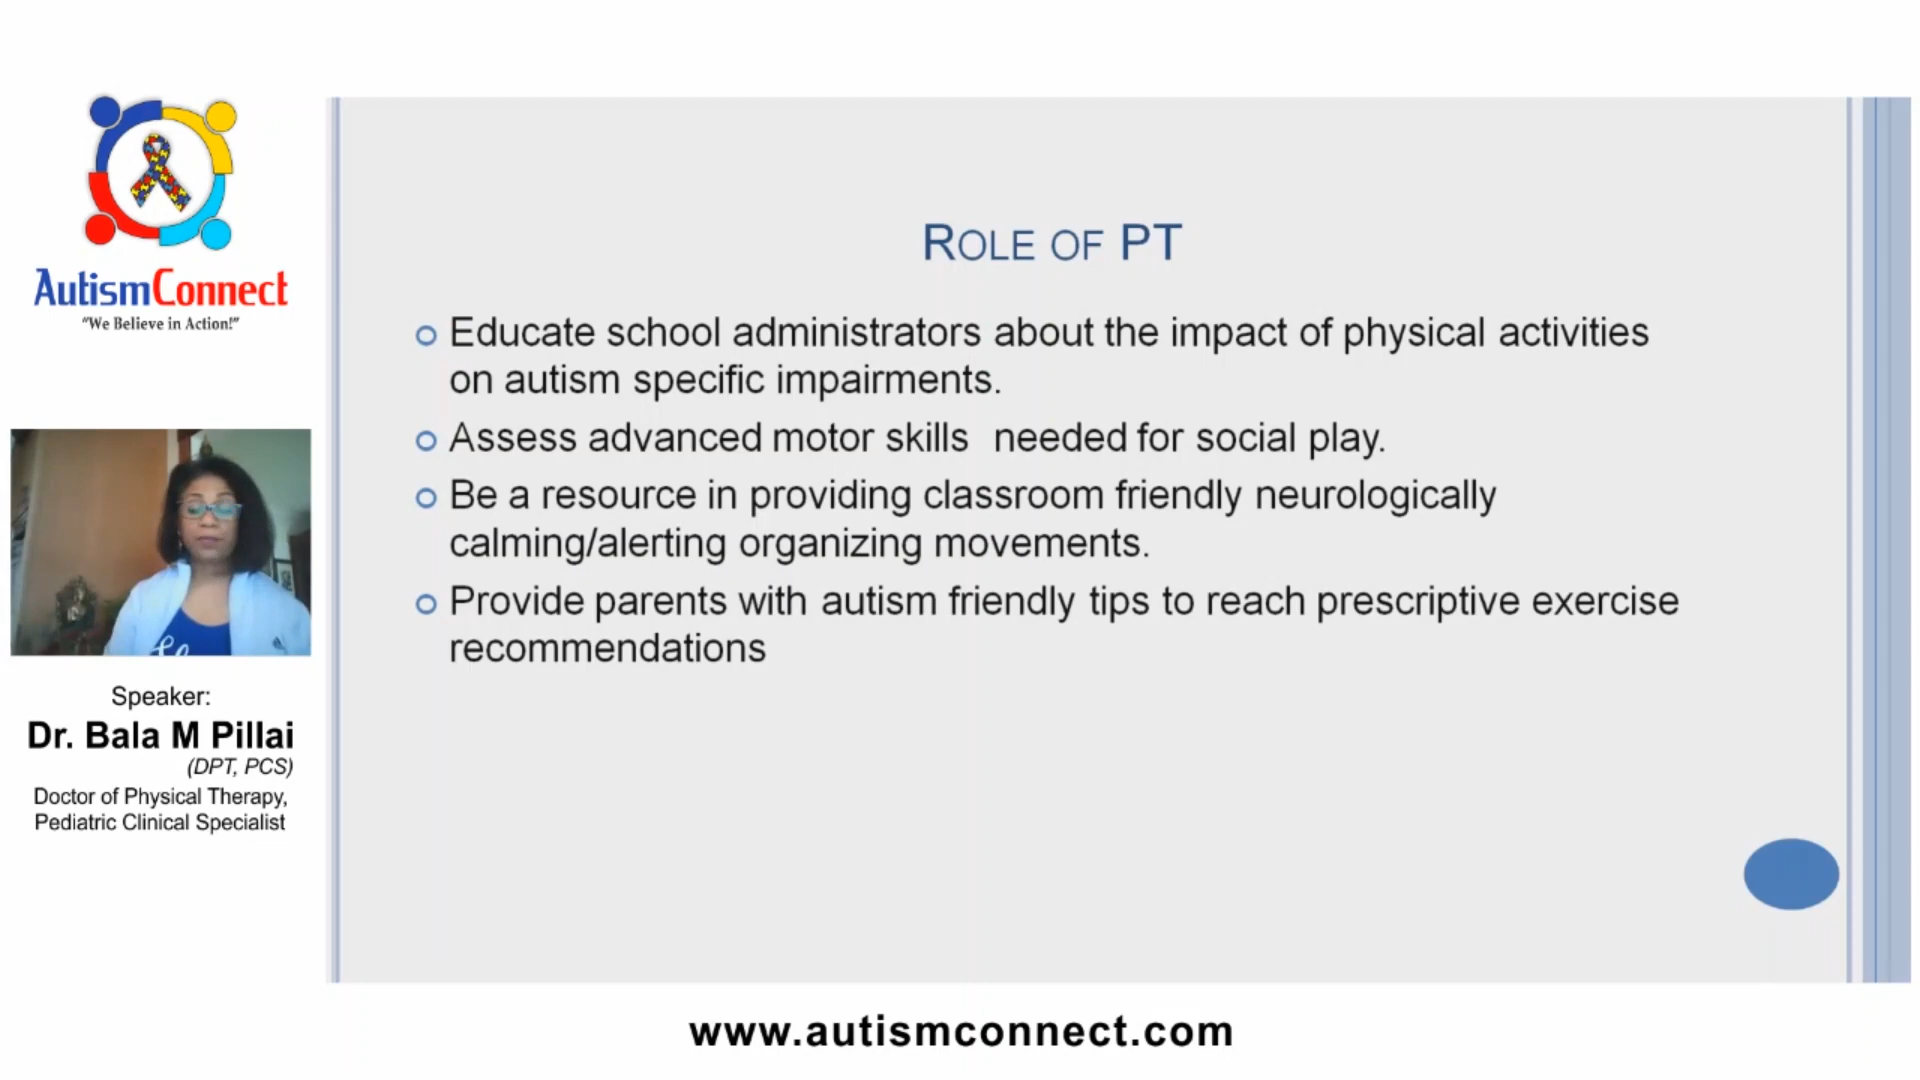 AutismConnect
"We Believe in Action!"
Speaker:
Dr. Bala M Pillai
(DPT, PCS)
Doctor of Physical Therapy,
Pediatric Clinical Specialist
ROLE OF PT
Educate school administrators about the impact of physical activities
on autism specific impairments.
Assess advanced motor skills  needed for social play.
Be a resource in providing classroom friendly neurologically
calming/alerting organizing movements.
Provide parents with autism friendly tips to reach prescriptive exercise
recommendations
www.autismconnect.com